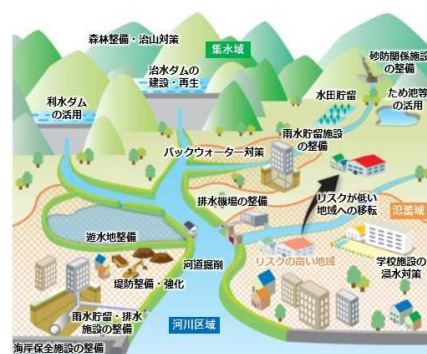 森林整備・治山対策
集水域
砂防関係施設
の整備
治水ダムの
建設・再生
利水ダム
の活用
水田貯留
ため池等
の活用
雨水貯留施設
の整備
バックウォーター対策
リスクが低い
地域への移転
排水機場の整備
氾濫域
遊水地整備
河道掘削
リスクの高い地域
学校施設の
浸水対策
堤防整備・強化
雨水貯留・排水
施設の整備
河川区域
海岸保全施設の整備